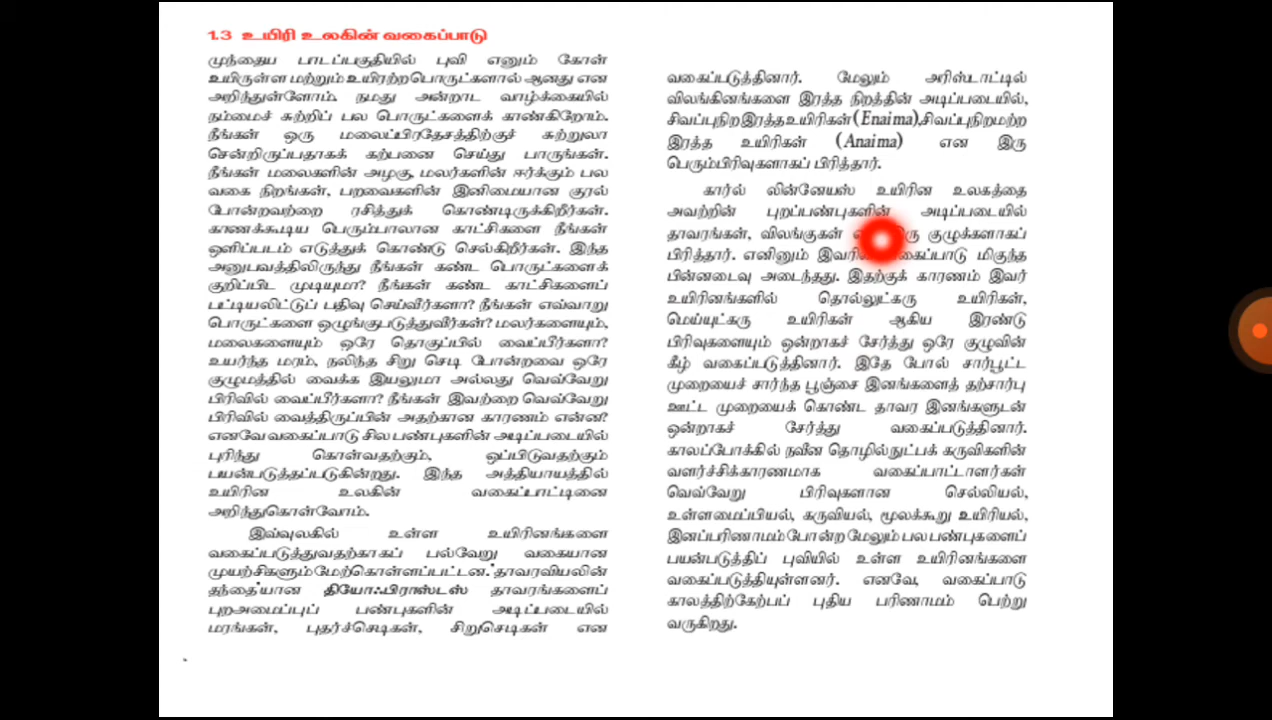 1.3 உயிரி உலகின் வகைப்பாடு
முந்தைய பாடப்பகுதியில் புவி எனும் கோள்
உயிருள்ள மற்றும் உயிரற்ற பொருட்களால் ஆனது என
அறிந்துள்ளோம். நமது அன்றாட வாழ்க்கையில்
நம்மைச் சுற்றிப் பல பொருட்களைக் காண்கிறோம்.
நீங்கள் ஒரு மலைப்பிரதேசத்திற்குச் சுற்றுலா
சென்றிருப்பதாகக் கற்பனை செய்து பாருங்கள்.
நீங்கள் மலைகளின் அழகு, மலர்களின் ஈர்க்கும் பல
வகை நிறங்கள், பறவைகளின் இனிமையான குரல்
போன்றவற்றை ரசித்துக் கொண்டிருக்கிறீர்கள்.
காணக்கூடிய பெரும்பாலான காட்சிகளை நீங்கள்
ஒளிப்படம் எடுத்துக் கொண்டு செல்கிறீர்கள். இந்த
அனுபவத்திலிருந்து நீங்கள் கண்ட பொருட்களைக்
குறிப்பிட முடியுமா? நீங்கள் கண்ட காட்சிகளைப்
பட்டியலிட்டுப் பதிவு செய்வீர்களா? நீங்கள் எவ்வாறு
பொருட்களை ஒழுங்குபடுத்துவீர்கள்? மலர்களையும்,
மலைகளையும் ஒரே தொகுப்பில் வைப்பீர்களா?
உயர்ந்த மரம், நலிந்த சிறு செடி போன்றவை ஒரே
குழுமத்தில் வைக்க இயலுமா அல்லது வெவ்வேறு
பிரிவில் வைப்பீர்களா? நீங்கள் இவற்றை வெவ்வேறு
பிரிவில் வைத்திருப்பின் அதற்கான காரணம் என்ன?
எனவே வகைப்பாடு சில பண்புகளின் அடிப்படையில்
புரிந்து கொள்வதற்கும், ஒப்பிடுவதற்கும்
பயன்படுத்தப்படுகின்றது. இந்த அத்தியாயத்தில்
உயிரின உலகின் வகைப்பாட்டினை
அறிந்துகொள்வோம்.
இவ்வுலகில் உள்ள உயிரினங்களை
வகைப்படுத்துவதற்காகப் பல்வேறு வகையான
முயற்சிகளும் மேற்கொள்ளப்பட்டன. 'தாவரவியலின்
தந்தை'யான தியோஃபிராஸ்டஸ் தாவரங்களைப்
புறஅமைப்புப் பண்புகளின் அடிப்படையில்
மரங்கள், புதர்ச்செடிகள், சிறுசெடிகள் என
வகைப்படுத்தினார். மேலும் அரிஸ்டாட்டில்
விலங்கினங்களை இரத்த நிறத்தின் அடிப்படையில்,
சிவப்புநிற இரத்த உயிரிகள் (Enaima), சிவப்புநிறமற்ற
இரத்த உயிரிகள் (Anaima) என இரு
பெரும்பிரிவுகளாகப் பிரித்தார்.
கார்ல் லின்னேயஸ் உயிரின உலகத்தை
அவற்றின் புறப்பண்புகளின் அடிப்படையில்
தாவரங்கள், விலங்குகள் குழுக்களாகப்
பிரித்தார். எனினும் மிகுந்த
பின்னடைவு அடைந்தது. இதற்குக் காரணம் இவர்
உயிரினங்களில் தொல்லுட்கரு உயிரிகள்,
மெய்யுட்கரு உயிரிகள் ஆகிய இரண்டு
பிரிவுகளையும் ஒன்றாகச் சேர்த்து ஒரே குழுவின்
கீழ் வகைப்படுத்தினார். இதே போல் சார்பூட்ட
முறையைச் சார்ந்த பூஞ்சை இனங்களைத் தற்சார்பு
ஊட்ட முறையைக் கொண்ட தாவர இனங்களுடன்
ஒன்றாகச் சேர்த்து வகைப்படுத்தினார்.
காலப்போக்கில் நவீன தொழில்நுட்பக் கருவிகளின்
வளர்ச்சிக்காரணமாக வகைப்பாட்டாளர்கள்
வெவ்வேறு பிரிவுகளான செல்லியல்,
உள்ளமைப்பியல், கருவியல், மூலக்கூறு உயிரியல்,
இனப்பரிணாமம் போன்ற மேலும் பல பண்புகளைப்
பயன்படுத்திப் புவியில் உள்ள உயிரினங்களை
வகைப்படுத்தியுள்ளனர். எனவே, வகைப்பாடு
காலத்திற்கேற்பப் புதிய பரிணாமம் பெற்று
வருகிறது.